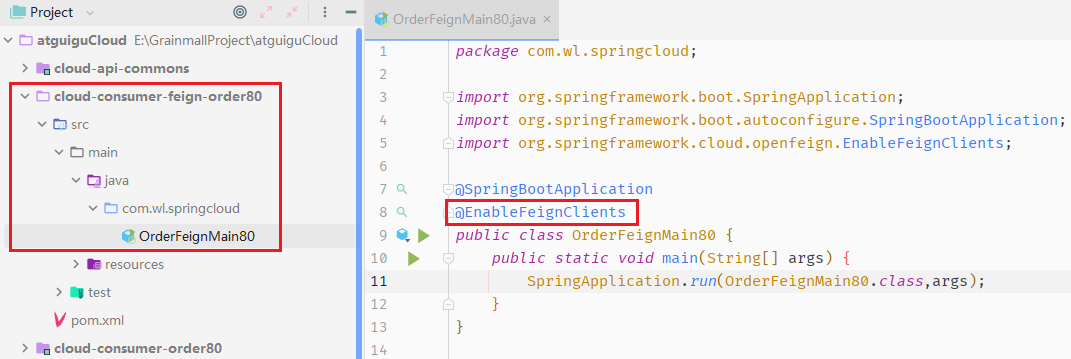 Project
atguiguCloud E:\GrainmallProject\atguiguCloud
cloud-api-commons
cloud-consumer-feign-order80
src
main
java
com.wl.springcloud
OrderFeignMain80
resources
test
pom.xml
cloud-consumer-order80
OrderFeignMain80.java
1 package com.wl.springcloud;
2
3 import org.springframework.boot.SpringApplication;
4 import org.springframework.boot.autoconfigure.SpringBootApplication;
5 import org.springframework.cloud.openfeign.EnableFeignClients;
6
7 @SpringBootApplication
8 @EnableFeignClients
9 public class OrderFeignMain80 {
10 public static void main(String[] args) {
11 SpringApplication.run(OrderFeignMain80.class,args);
12 }
13 }
14